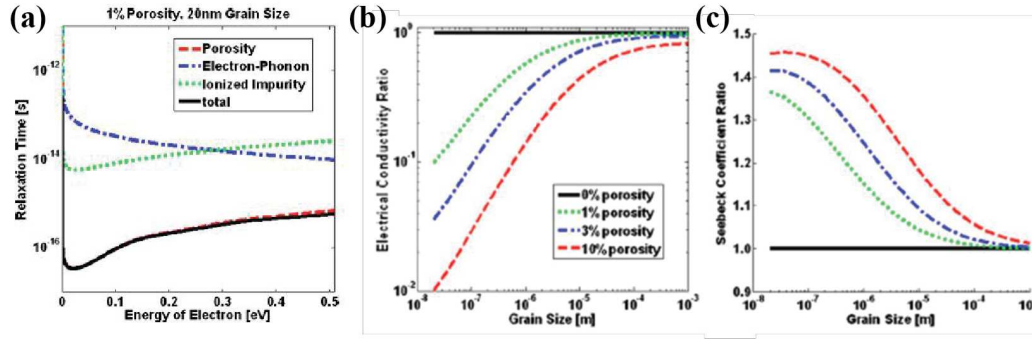 (a)
1% Porosity, 20nm Grain Size
Porosity
Electron-Phonon
Ionized Impurity
total
Relaxation Time [s]
10^-12
10^-14
10^-16
0 0.1 0.2 0.3 0.4 0.5
Energy of Electron [eV]
(b)
Electrical Conductivity Ratio
10^0
10^-1
10^-2
0% porosity
1% porosity
3% porosity
10% porosity
10^-8 10^-7 10^-6 10^-5 10^-4 10^-3
Grain Size [m]
(c)
Seebeck Coefficient Ratio
1.5
1.4
1.3
1.2
1.1
1.0
0.9
10^-8 10^-7 10^-6 10^-5 10^-4 10^-3
Grain Size [m]